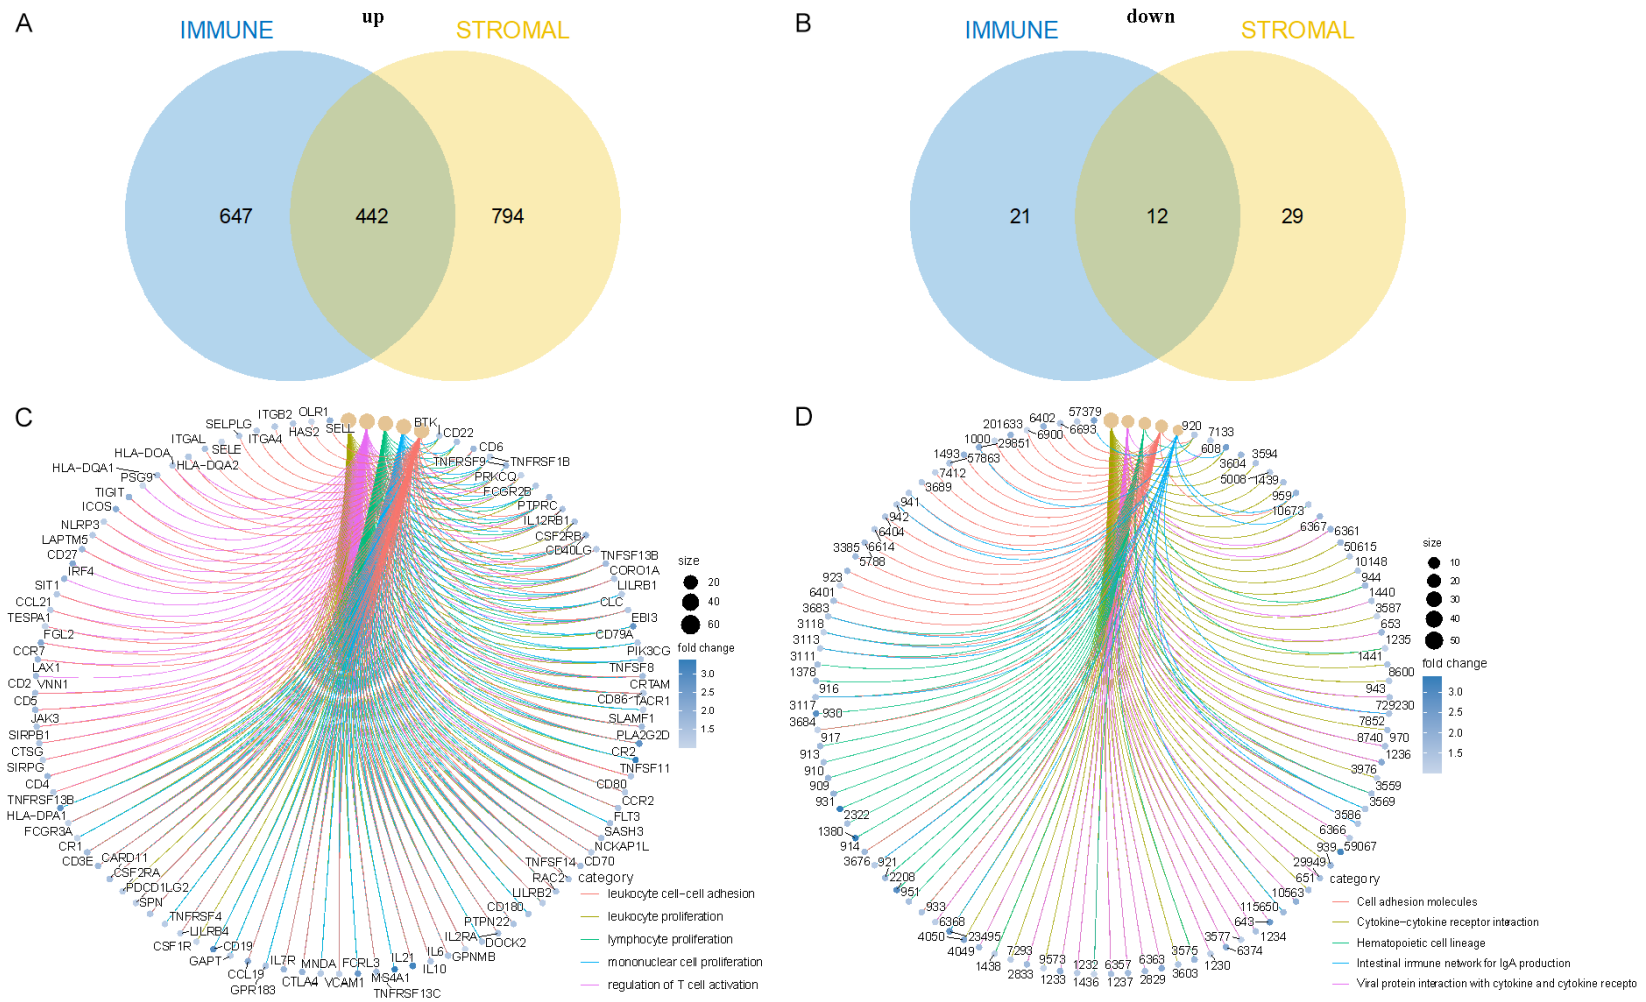 A
up
IMMUNE
STROMAL
647
442
794
B
down
IMMUNE
STROMAL
21
12
29
C
OLR1
ITGB2
SELL
HAS2
SELPLG
ITGA4
ITGAL
SELE
HLA-DOA
HLA-DQA2
HLA-DQA1
PSG9
TIGIT
ICOS
NLRP3
LAPTM5
CD27
IRF4
SIT1
CCL21
TESPA1
FGL2
CCR7
LAX1
CD2
VNN1
CD5
JAK3
SIRPB1
CTSG
SIRPG
CD4
TNFRSF13B
HLA-DPA1
FCGR3A
CR1
CD3E
CARD11
CSF2RA
PDCD1LG2
SPN
TNFRSF4
LILRB4
CSF1R
CD19
GAPT
CCL19
IL7R
GPR183
MNDA
CTLA4
FCRL3
VCAM1
IL21
MS4A1
TNFRSF13C
IL6
IL10
IL2RA
GPNMB
DOCK2
PTPN22
CD180
LILRB2
RAC2
TNFSF14
CD70
NCKAP1L
SASH3
FLT3
CCR2
CD80
TNFSF11
CR2
PLA2G2D
SLAMF1
CD86
TACR1
CRTAM
TNFSF8
PIK3CG
CD79A
EBI3
CLC
LILRB1
CORO1A
TNFSF13B
CD40LG
CSF2RB
IL12RB1
PTPRC
FCGR2B
PRKCQ
TNFRSF1B
TNFRSF9
CD6
CD22
BTK
size
20
40
60
fold change
3.0
2.5
2.0
1.5
category
leukocyte cell-cell adhesion
leukocyte proliferation
lymphocyte proliferation
mononuclear cell proliferation
regulation of T cell activation
D
57379
6402
6693
201633
6900
1000
29851
1493
57863
7412
3689
941
942
6404
3385
6614
5788
923
6401
3683
3118
3113
3111
1378
916
3117
930
3684
917
913
910
909
931
2322
1380
914
3676
921
2208
951
933
6368
4050
23495
4049
1438
7293
2833
9573
1233
1232
1436
6357
1237
6363
2829
3575
3603
3577
1230
6374
1234
643
115650
10563
651
29949
59067
939
6366
3586
3569
3559
3976
1236
970
8740
7852
729230
943
8600
1441
1235
653
3587
1440
944
10148
50615
6361
6367
10673
959
1439
5008
3594
3604
608
7133
920
size
10
20
30
40
50
fold change
3.0
2.5
2.0
1.5
category
Cell adhesion molecules
Cytokine-cytokine receptor interaction
Hematopoietic cell lineage
Intestinal immune network for IgA production
Viral protein interaction with cytokine and cytokine recepto